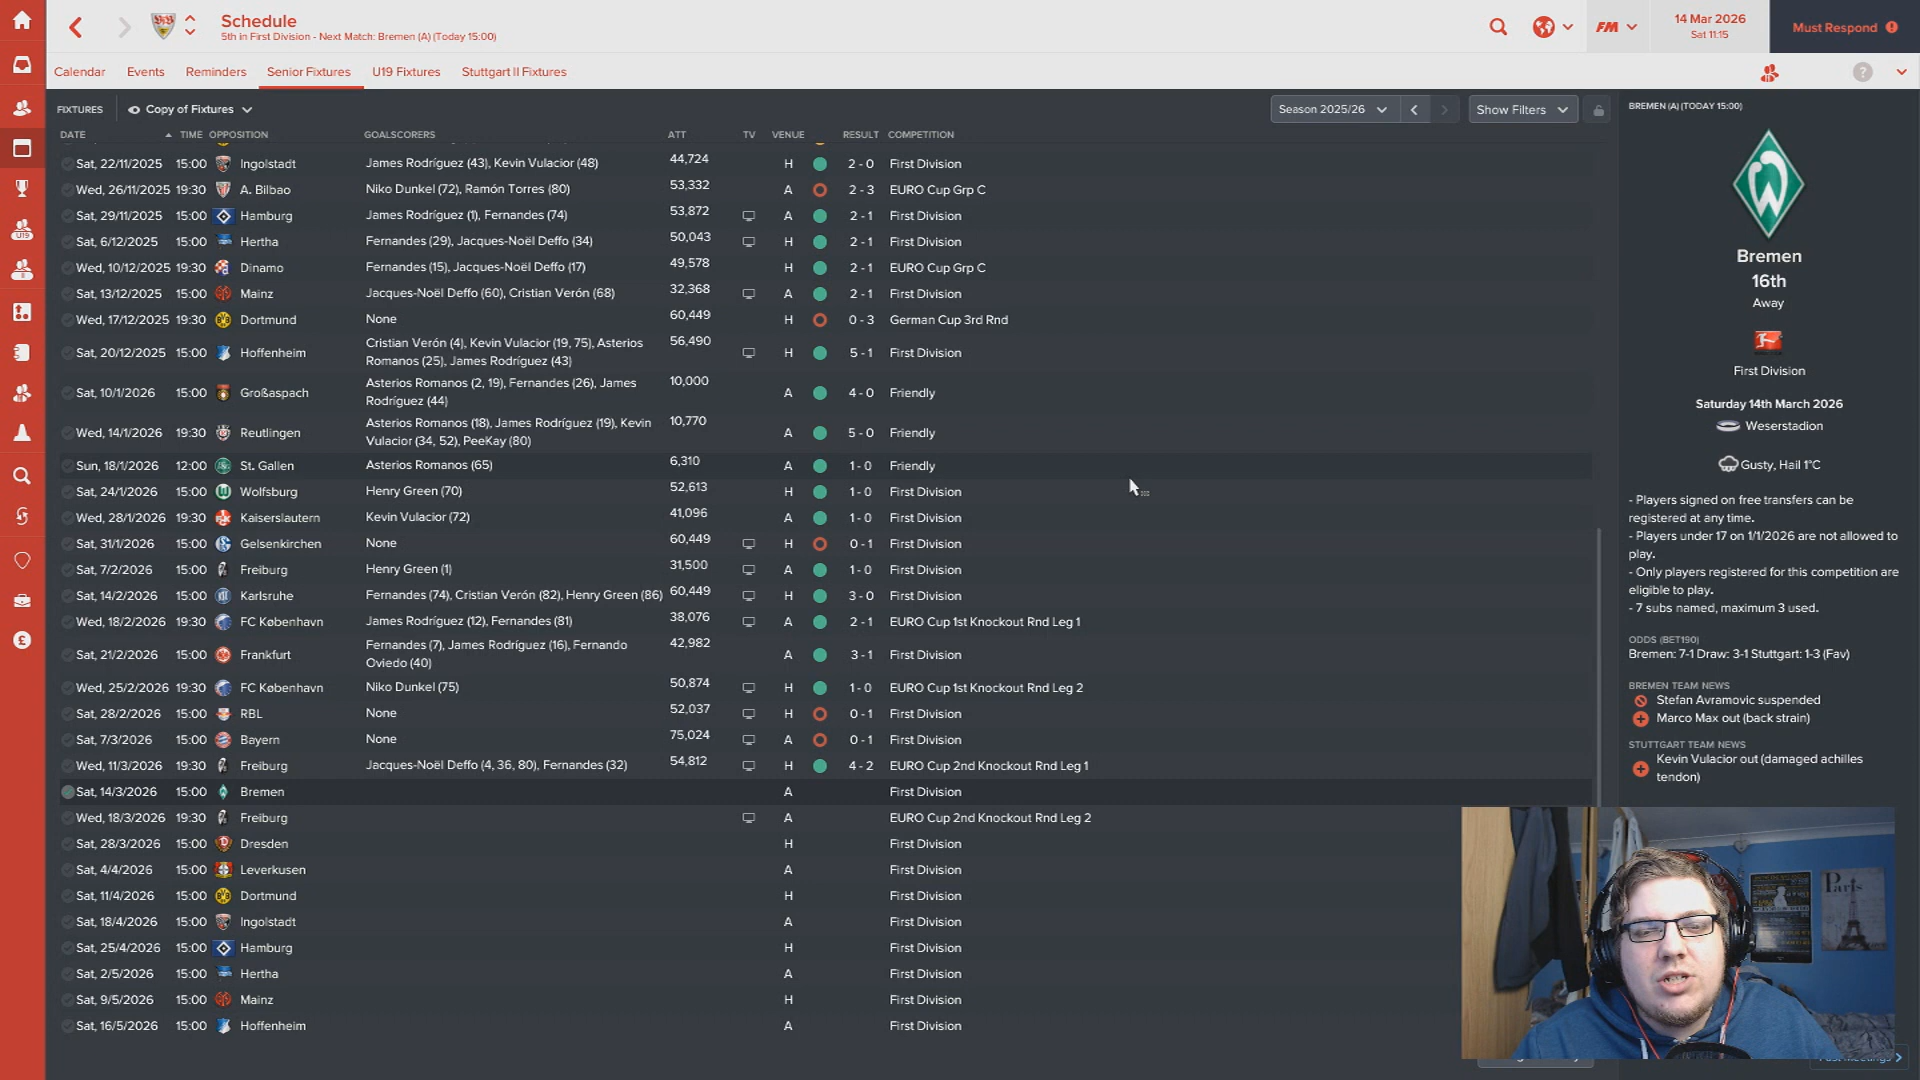 Schedule
5th in First Division - Next Match: Bremen (A) (Today 15:00)
FM
14 Mar 2026
Sat 11:15
Must Respond
Calendar Events Reminders Senior Fixtures U19 Fixtures Stuttgart II Fixtures
FIXTURES Copy of Fixtures Season 2025/26 Show Filters
DATE TIME OPPOSITION GOALSCORERS ATT TV VENUE RESULT COMPETITION
Sat, 22/11/2025 15:00 Ingolstadt James Rodríguez (43), Kevin Vulacior (48) 44,724 H 2 - 0 First Division
Wed, 26/11/2025 19:30 A. Bilbao Niko Dunkel (72), Ramón Torres (80) 53,332 A 2 - 3 EURO Cup Grp C
Sat, 29/11/2025 15:00 Hamburg James Rodríguez (1), Fernandes (74) 53,872 A 2 - 1 First Division
Sat, 6/12/2025 15:00 Hertha Fernandes (29), Jacques-Noël Deffo (34) 50,043 H 2 - 1 First Division
Wed, 10/12/2025 19:30 Dinamo Fernandes (15), Jacques-Noël Deffo (17) 49,578 H 2 - 1 EURO Cup Grp C
Sat, 13/12/2025 15:00 Mainz Jacques-Noël Deffo (60), Cristian Verón (68) 32,368 A 2 - 1 First Division
Wed, 17/12/2025 19:30 Dortmund None 60,449 H 0 - 3 German Cup 3rd Rnd
Sat, 20/12/2025 15:00 Hoffenheim Cristian Verón (4), Kevin Vulacior (19, 75), Asterios
Romanos (25), James Rodríguez (43) 56,490 H 5 - 1 First Division
Sat, 10/1/2026 15:00 Großaspach Asterios Romanos (2, 19), Fernandes (26), James
Rodríguez (44) 10,000 A 4 - 0 Friendly
Wed, 14/1/2026 19:30 Reutlingen Asterios Romanos (18), James Rodríguez (19), Kevin
Vulacior (34, 52), PeeKay (80) 10,770 A 5 - 0 Friendly
Sun, 18/1/2026 12:00 St. Gallen Asterios Romanos (65) 6,310 A 1 - 0 Friendly
Sat, 24/1/2026 15:00 Wolfsburg Henry Green (70) 52,613 H 1 - 0 First Division
Wed, 28/1/2026 19:30 Kaiserslautern Kevin Vulacior (72) 41,096 A 1 - 0 First Division
Sat, 31/1/2026 15:00 Gelsenkirchen None 60,449 H 0 - 1 First Division
Sat, 7/2/2026 15:00 Freiburg Henry Green (1) 31,500 A 1 - 0 First Division
Sat, 14/2/2026 15:00 Karlsruhe Fernandes (74), Cristian Verón (82), Henry Green (86) 60,449 H 3 - 0 First Division
Wed, 18/2/2026 19:30 FC København James Rodríguez (12), Fernandes (81) 38,076 A 2 - 1 EURO Cup 1st Knockout Rnd Leg 1
Sat, 21/2/2026 15:00 Frankfurt Fernandes (7), James Rodríguez (16), Fernando
Oviedo (40) 42,982 A 3 - 1 First Division
Wed, 25/2/2026 19:30 FC København Niko Dunkel (75) 50,874 H 1 - 0 EURO Cup 1st Knockout Rnd Leg 2
Sat, 28/2/2026 15:00 RBL None 52,037 H 0 - 1 First Division
Sat, 7/3/2026 15:00 Bayern None 75,024 A 0 - 1 First Division
Wed, 11/3/2026 19:30 Freiburg Jacques-Noël Deffo (4, 36, 80), Fernandes (32) 54,812 H 4 - 2 EURO Cup 2nd Knockout Rnd Leg 1
Sat, 14/3/2026 15:00 Bremen A First Division
Wed, 18/3/2026 19:30 Freiburg A EURO Cup 2nd Knockout Rnd Leg 2
Sat, 28/3/2026 15:00 Dresden H First Division
Sat, 4/4/2026 15:00 Leverkusen A First Division
Sat, 11/4/2026 15:00 Dortmund H First Division
Sat, 18/4/2026 15:00 Ingolstadt A First Division
Sat, 25/4/2026 15:00 Hamburg H First Division
Sat, 2/5/2026 15:00 Hertha A First Division
Sat, 9/5/2026 15:00 Mainz H First Division
Sat, 16/5/2026 15:00 Hoffenheim A First Division
BREMEN (A) (TODAY 15:00)
Bremen
16th
Away
First Division
Saturday 14th March 2026
Weserstadion
Gusty, Hail 1°C
- Players signed on free transfers can be
registered at any time.
- Players under 17 on 1/1/2026 are not allowed to
play.
- Only players registered for this competition are
eligible to play.
- 7 subs named, maximum 3 used.
ODDS (BET190)
Bremen: 7-1 Draw: 3-1 Stuttgart: 1-3 (Fav)
BREMEN TEAM NEWS
Stefan Avramovic suspended
Marco Max out (back strain)
STUTTGART TEAM NEWS
Kevin Vulacior out (damaged achilles
tendon)
Paris